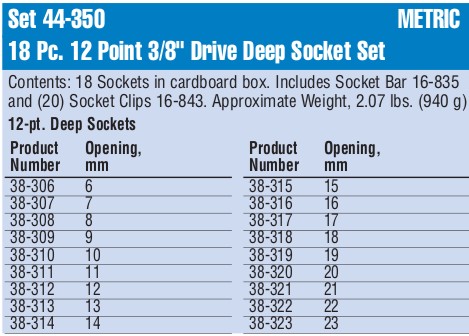 Set 44-350 METRIC
18 Pc. 12 Point 3/8" Drive Deep Socket Set
Contents: 18 Sockets in cardboard box. Includes Socket Bar 16-835
and (20) Socket Clips 16-843. Approximate Weight, 2.07 lbs. (940 g)
12-pt. Deep Sockets
Product Opening, Product Opening,
Number mm Number mm
38-306 6 38-315 15
38-307 7 38-316 16
38-308 8 38-317 17
38-309 9 38-318 18
38-310 10 38-319 19
38-311 11 38-320 20
38-312 12 38-321 21
38-313 13 38-322 22
38-314 14 38-323 23